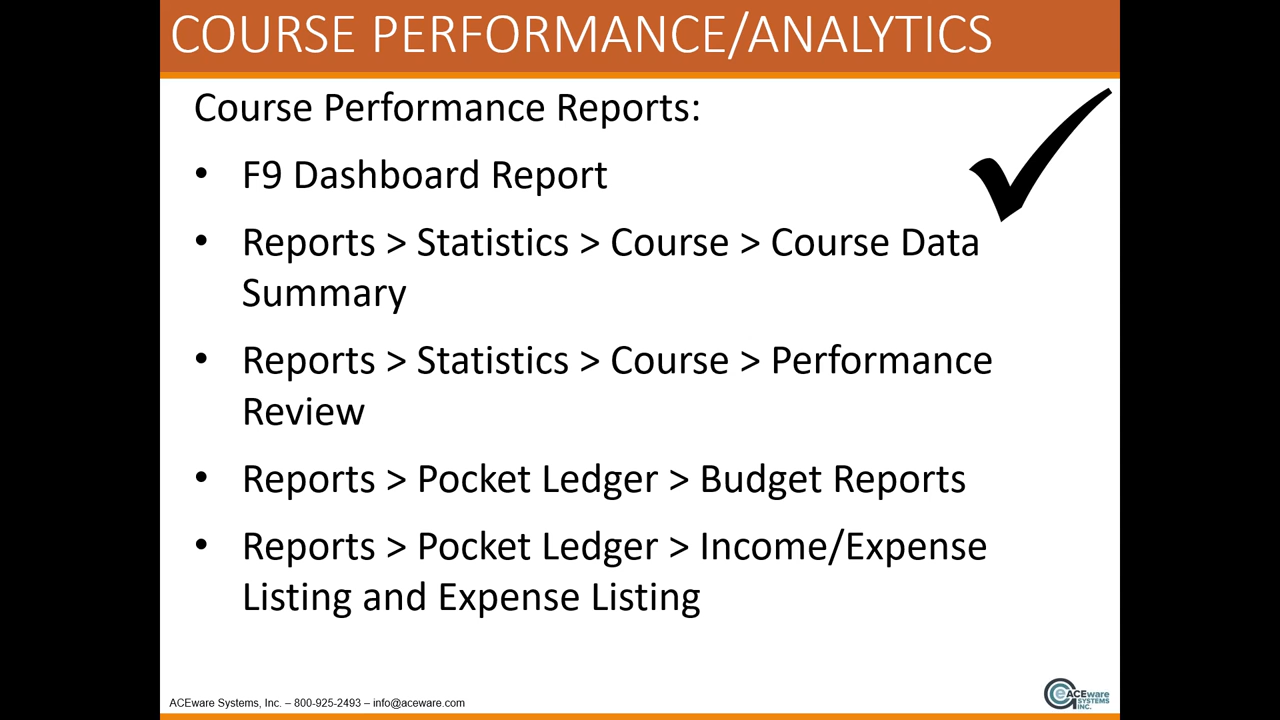 COURSE PERFORMANCE/ANALYTICS
Course Performance Reports:
• F9 Dashboard Report
• Reports > Statistics > Course > Course Data
Summary
• Reports > Statistics > Course > Performance
Review
• Reports > Pocket Ledger > Budget Reports
• Reports > Pocket Ledger > Income/Expense
Listing and Expense Listing
ACEware Systems, Inc. – 800-925-2493 – info@aceware.com
eACEware
SYSTEMS
INC.